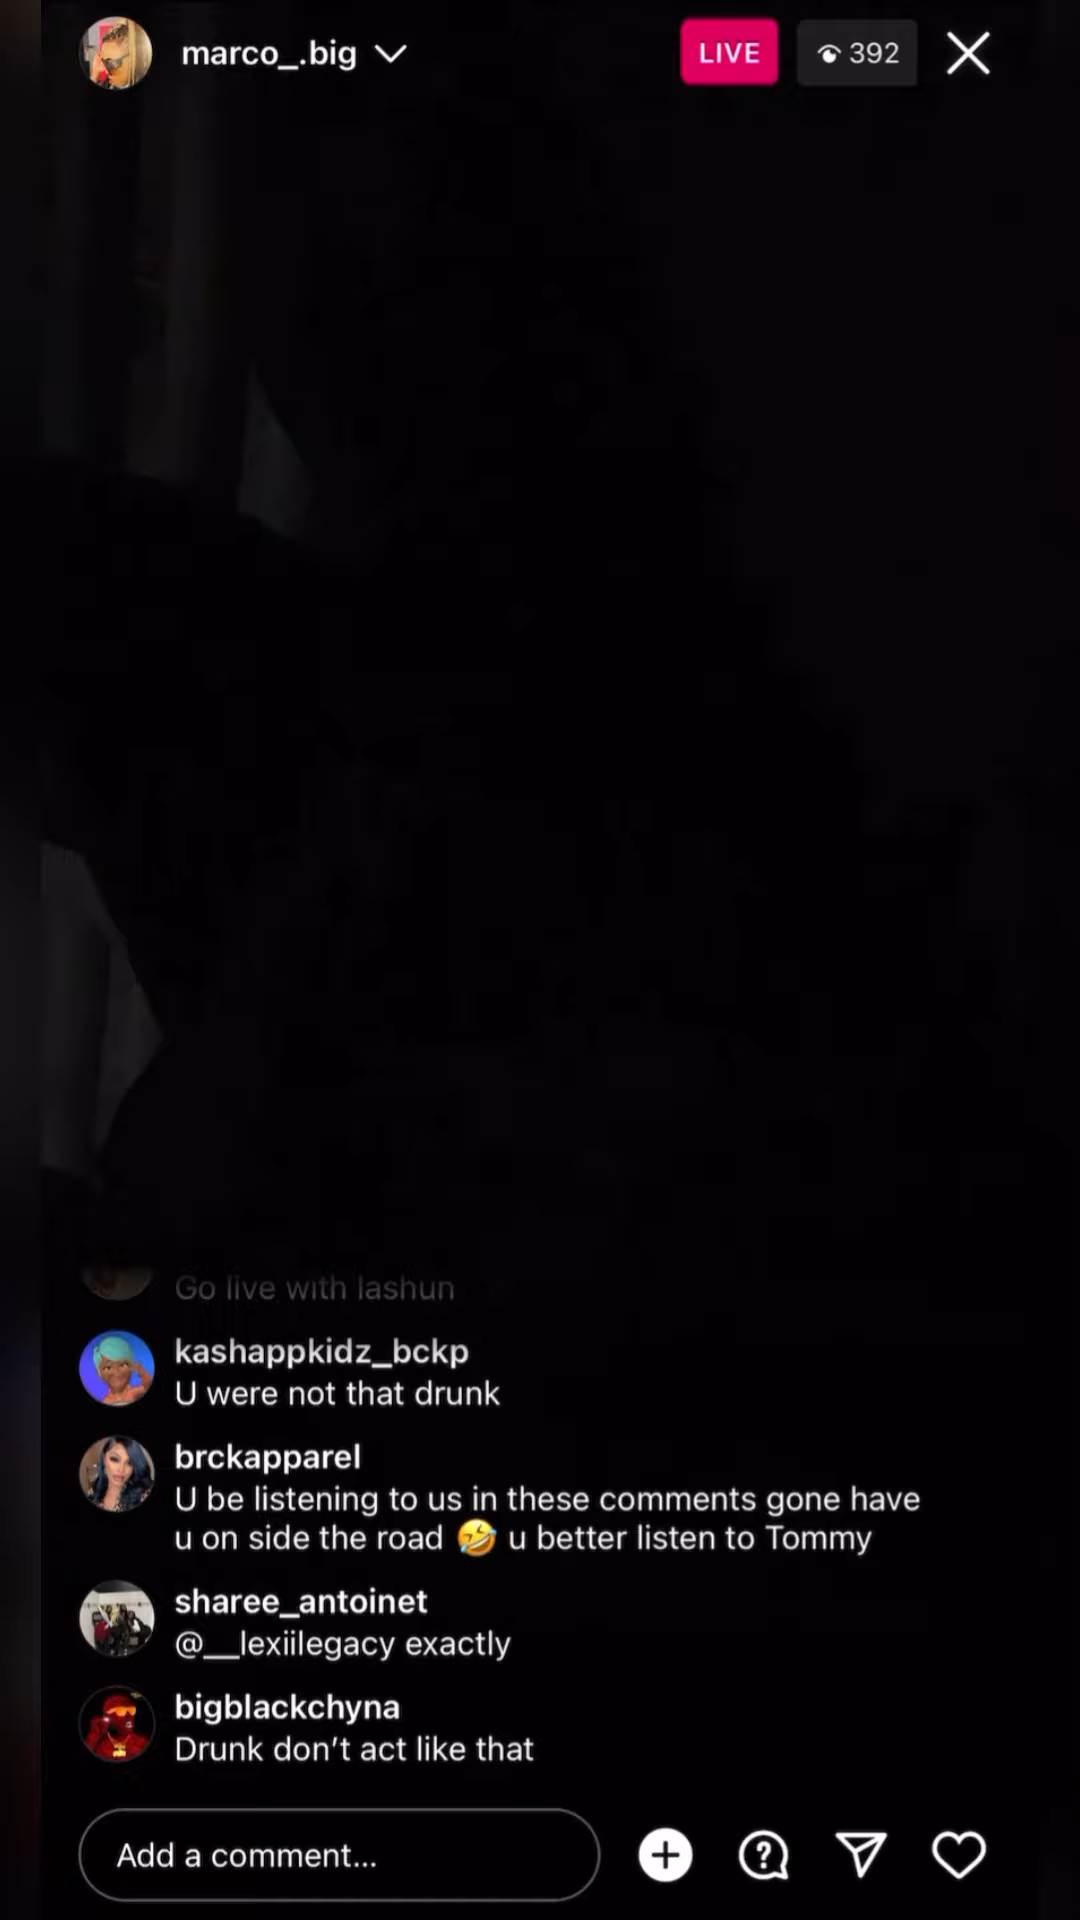 marco_.big
LIVE
392
Go live with lashun
kashappkidz_bckp
U were not that drunk
brckapparel
U be listening to us in these comments gone have
u on side the road 🤣 u better listen to Tommy
sharee_antoinet
@__lexiilegacy exactly
bigblackchyna
Drunk don’t act like that
Add a comment...